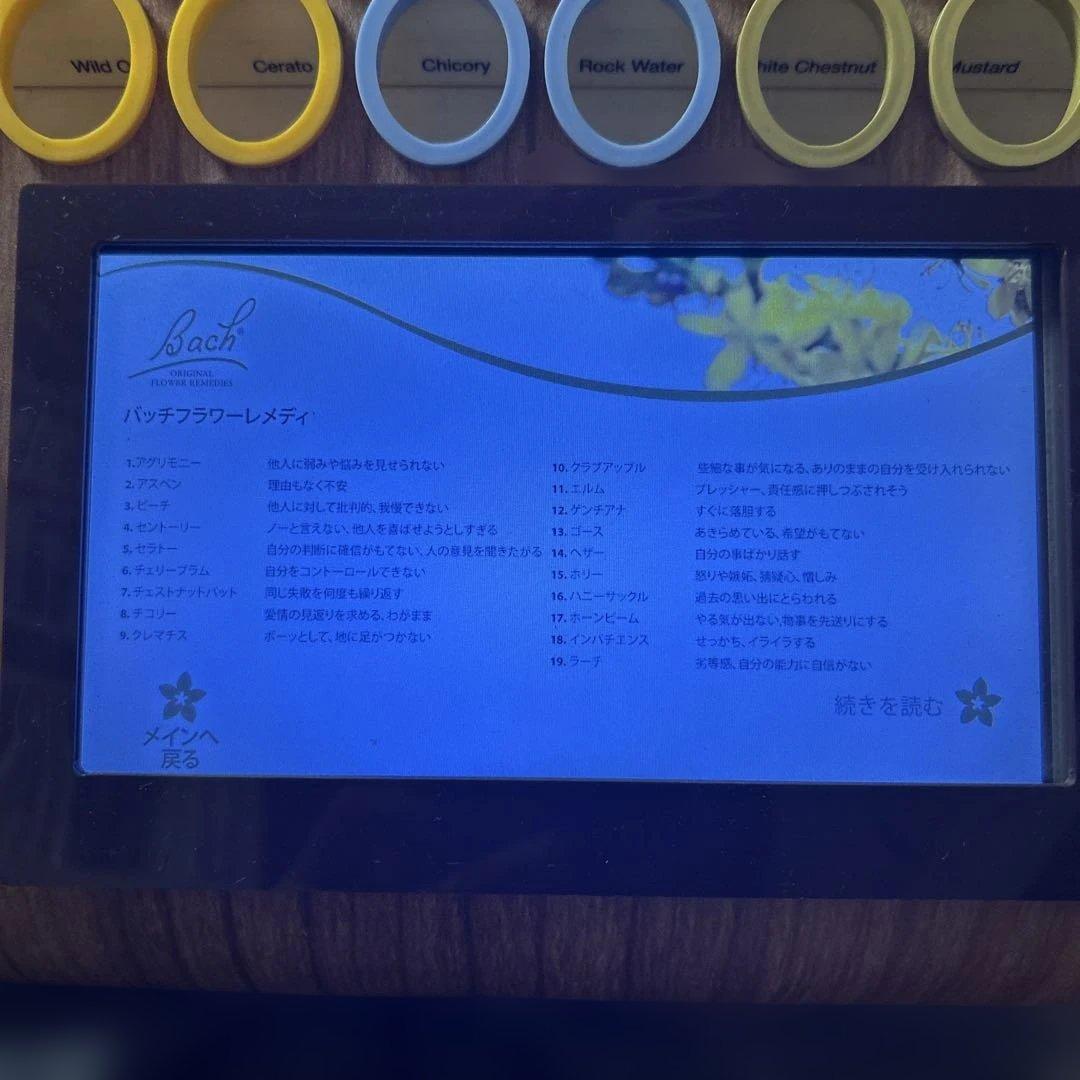 Wild O
Cerato
Chicory
Rock Water
hite Chestnut
Mustard
Bach®
ORIGINAL
FLOWER REMEDIES
バッチフラワーレメディ
1.アグリモニー 他人に弱みや悩みを見せられない
2.アスペン 理由もなく不安
3.ビーチ 他人に対して批判的、我慢できない
4.セントーリー ノーと言えない、他人を喜ばせようとしすぎる
5.セラトー 自分の判断に確信がもてない、人の意見を聞きたがる
6.チェリープラム 自分をコントーロールできない
7.チェストナットバット 同じ失敗を何度も繰り返す
8.チコリー 愛情の見返りを求める、わがまま
9.クレマチス ボーッとして、地に足がつかない
10.クラブアップル 些細な事が気になる、ありのままの自分を受け入れられない
11.エルム プレッシャー、責任感に押しつぶされそう
12.ゲンチアナ すぐに落胆する
13.ゴース あきらめている、希望がもてない
14.ヘザー 自分の事ばかり話す
15.ホリー 怒りや嫉妬、猜疑心、憎しみ
16.ハニーサックル 過去の思い出にとらわれる
17.ホーンビーム やる気が出ない,物事を先送りにする
18.インパチエンス せっかち、イライラする
19.ラーチ 劣等感、自分の能力に自信がない
続きを読む
メインへ
戻る